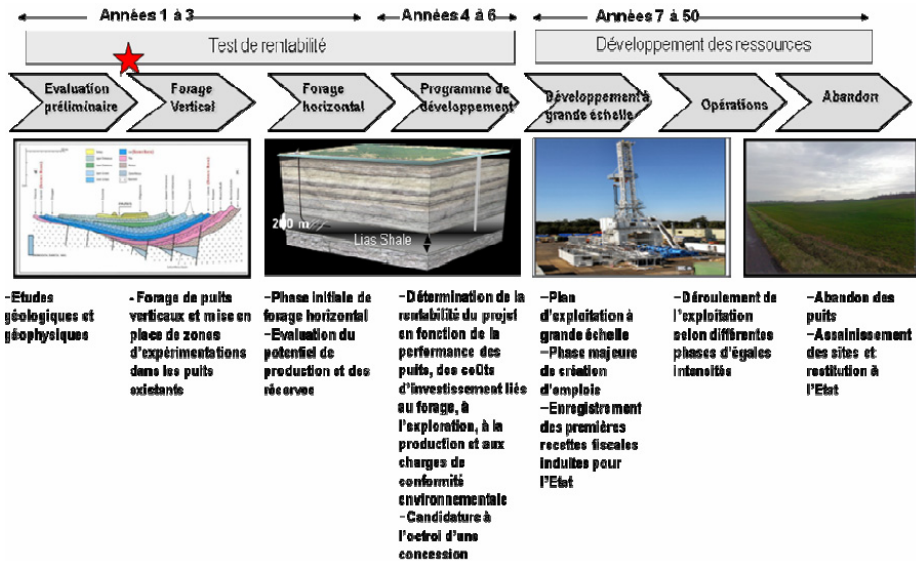 Années 1 à 3
Années 4 à 6
Années 7 à 50
Test de rentabilité
Développement des ressources
Evaluation
préliminaire
Forage
Vertical
Forage
horizontal
Programme de
développement
Développement à
grande échelle
Opérations
Abandon
Lias Shale
-Etudes
géologiques et
géophysiques
- Forage de puits
verticaux et mise en
place de zones
d'expérimentations
dans les puits
existants
-Phase initiale de
forage horizontal
-Evaluation du
potentiel de
production et des
réserves
-Détermination de la
rentabilité du projet
en fonction de la
performance des
puits, des coûts
d'investissement liés
au forage, à
l'exploration, à la
production et aux
charges de
conformité
environnementale
-Candidature à
l'octroi d'une
concession
-Plan
d'exploitation à
grande échelle
-Phase majeure
de création
d'emploie
-Enregistrement
des premières
recettes fiscales
induites pour
l'Etat
-Déroulement de
l'exploitation
selon différentes
phases d'égales
intensités
-Abandon des
puits
-Assainissement
des sites et
restitution à
l'Etat